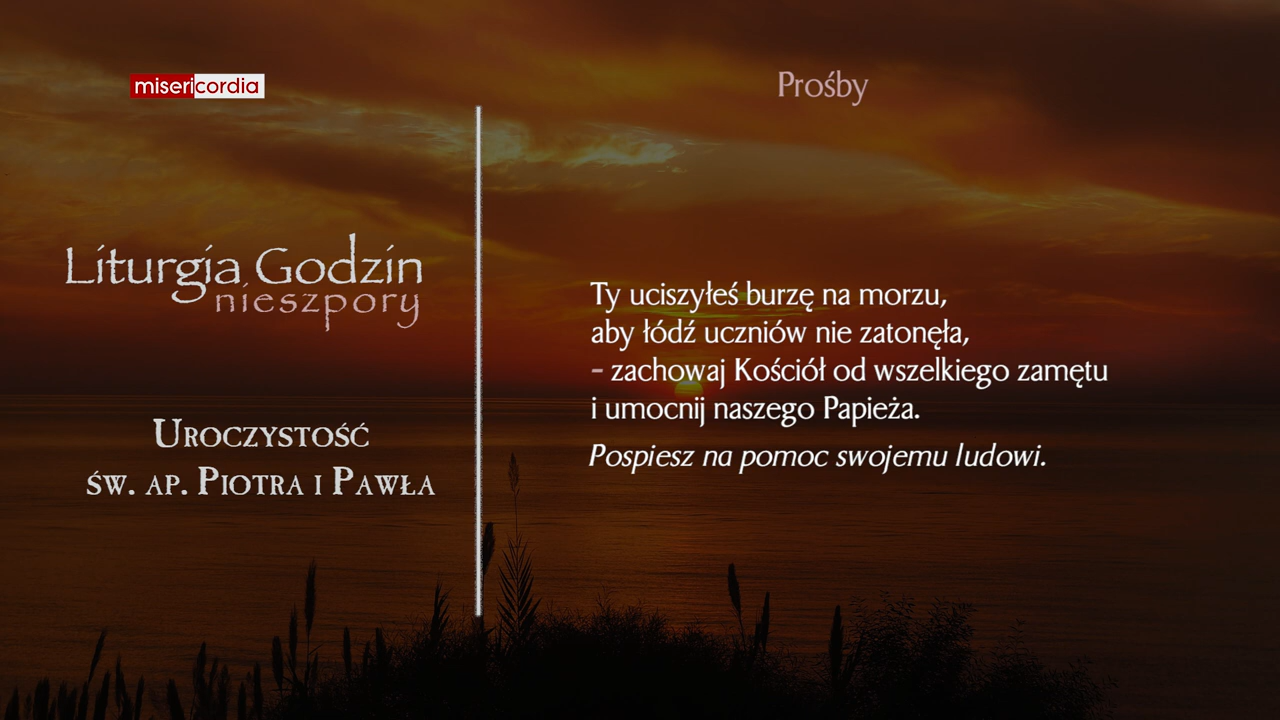 misericordia
Liturgia Godzin
nieszpory
Uroczystość
św. ap. Piotra i Pawła
Prośby
Ty uciszyłeś burzę na morzu,
aby łódź uczniów nie zatonęła,
- zachowaj Kościół od wszelkiego zamętu
i umocnij naszego Papieża.
Pospiesz na pomoc swojemu ludowi.